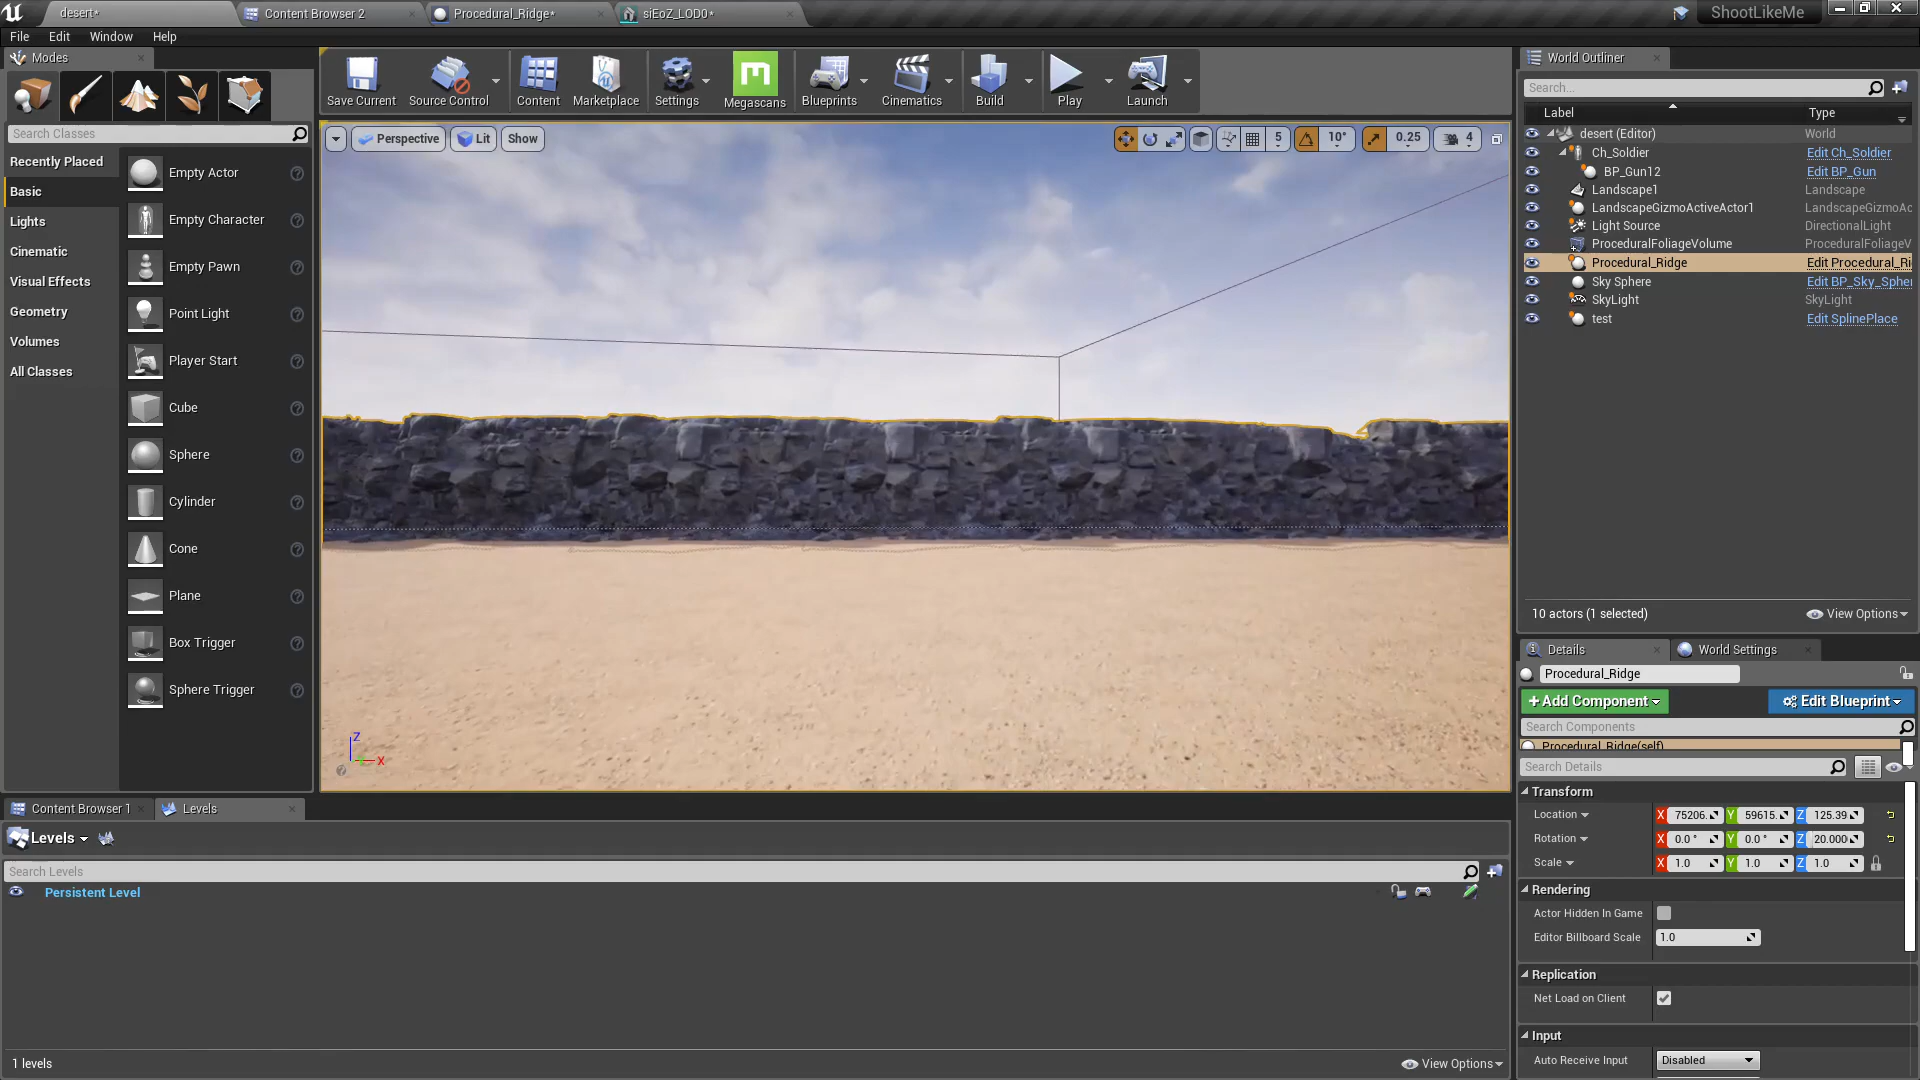 desert*
Content Browser 2
Procedural_Ridge*
siEoZ_LOD0*
ShootLikeMe
File
Edit
Window
Help
Modes
Search Classes
Recently Placed
Basic
Lights
Cinematic
Visual Effects
Geometry
Volumes
All Classes
Empty Actor
Empty Character
Empty Pawn
Point Light
Player Start
Cube
Sphere
Cylinder
Cone
Plane
Box Trigger
Sphere Trigger
Save Current
Source Control
Content
Marketplace
Settings
Megascans
Blueprints
Cinematics
Build
Play
Launch
Perspective
Lit
Show
5
10°
0.25
4
Z
X
World Outliner
Search...
Label
Type
desert (Editor)
World
Ch_Soldier
Edit Ch_Soldier
BP_Gun12
Edit BP_Gun
Landscape1
Landscape
LandscapeGizmoActiveActor1
LandscapeGizmoAc
Light Source
DirectionalLight
ProceduralFoliageVolume
ProceduralFoliageV
Procedural_Ridge
Edit Procedural_Ri
Sky Sphere
Edit BP_Sky_Spher
SkyLight
SkyLight
test
Edit SplinePlace
10 actors (1 selected)
View Options
Details
World Settings
Procedural_Ridge
+Add Component
Edit Blueprint
Search Components
Procedural_Ridge(self)
Search Details
Transform
Location
X 75206.
Y 59615.
Z 125.39
Rotation
X 0.0 °
Y 0.0 °
Z 20.000
Scale
X 1.0
Y 1.0
Z 1.0
Rendering
Actor Hidden In Game
Editor Billboard Scale
1.0
Replication
Net Load on Client
Input
Auto Receive Input
Disabled
Content Browser 1
Levels
Levels
Search Levels
Persistent Level
1 levels
View Options